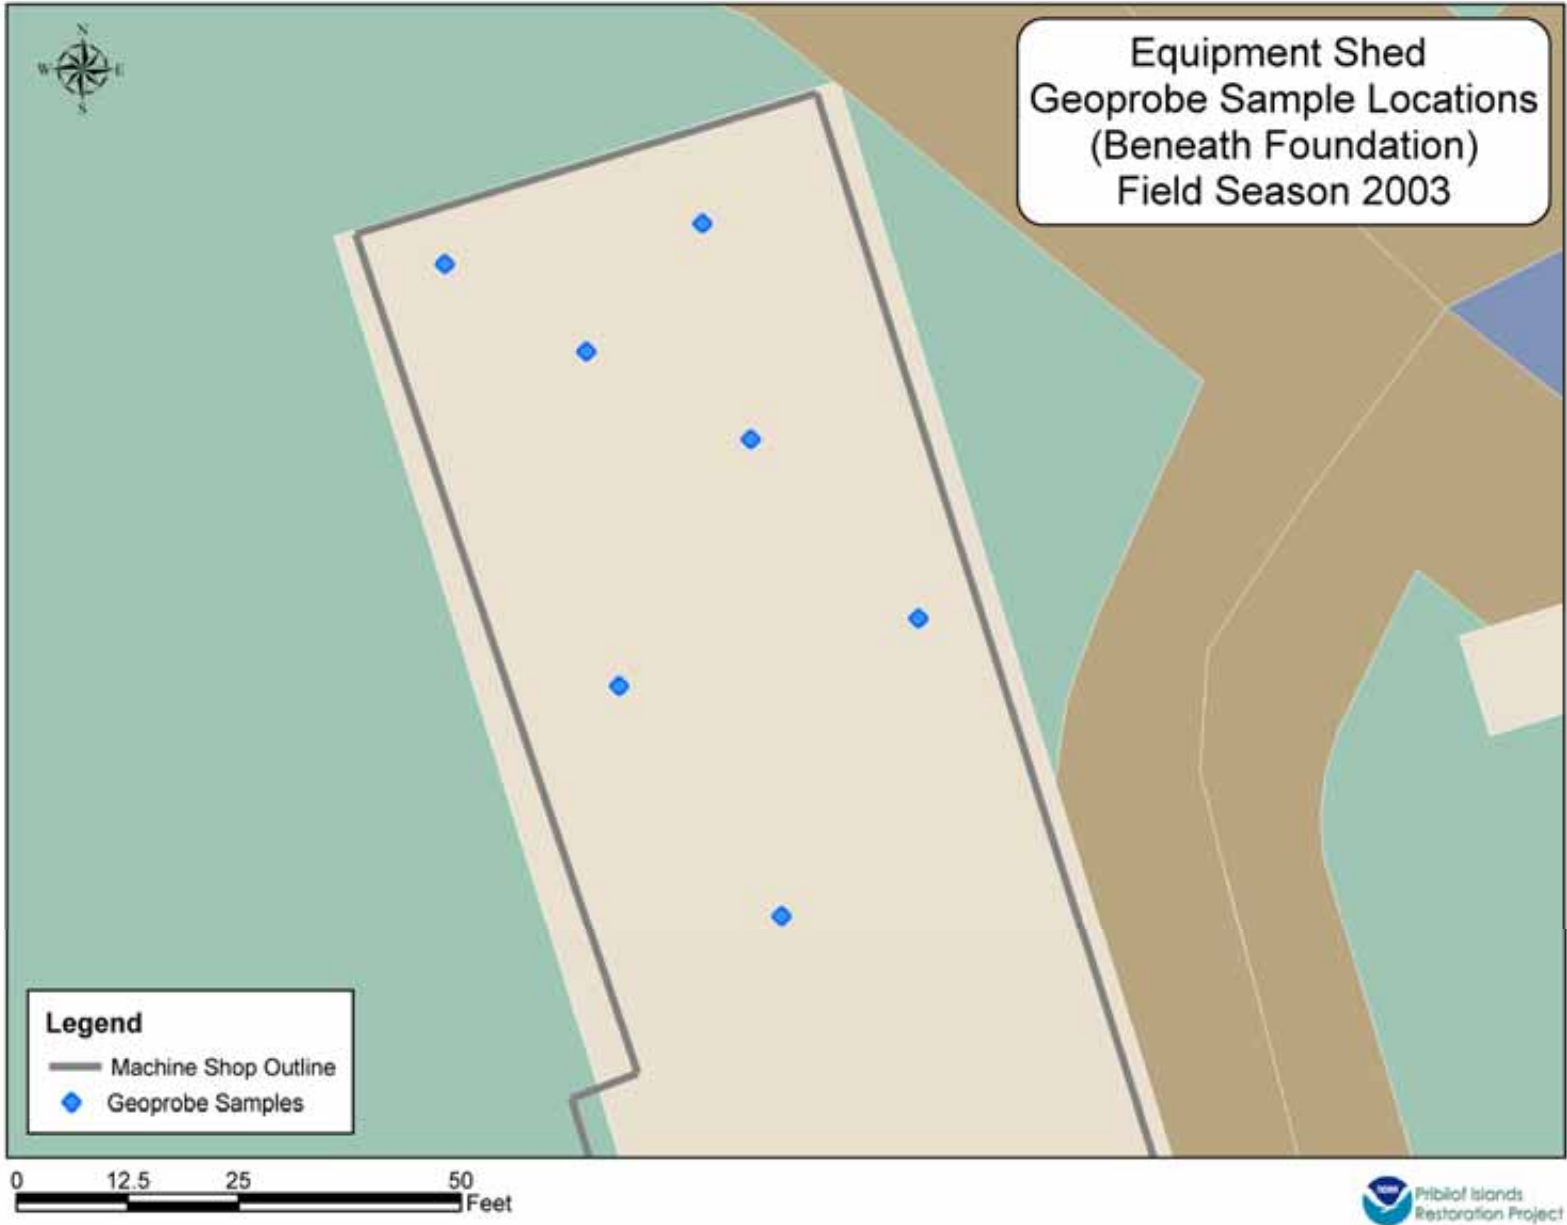 N
W E
S
Equipment Shed
Geoprobe Sample Locations
(Beneath Foundation)
Field Season 2003
Legend
Machine Shop Outline
Geoprobe Samples
0 12.5 25 50
Feet
NOAA
Pribilof Islands
Restoration Project